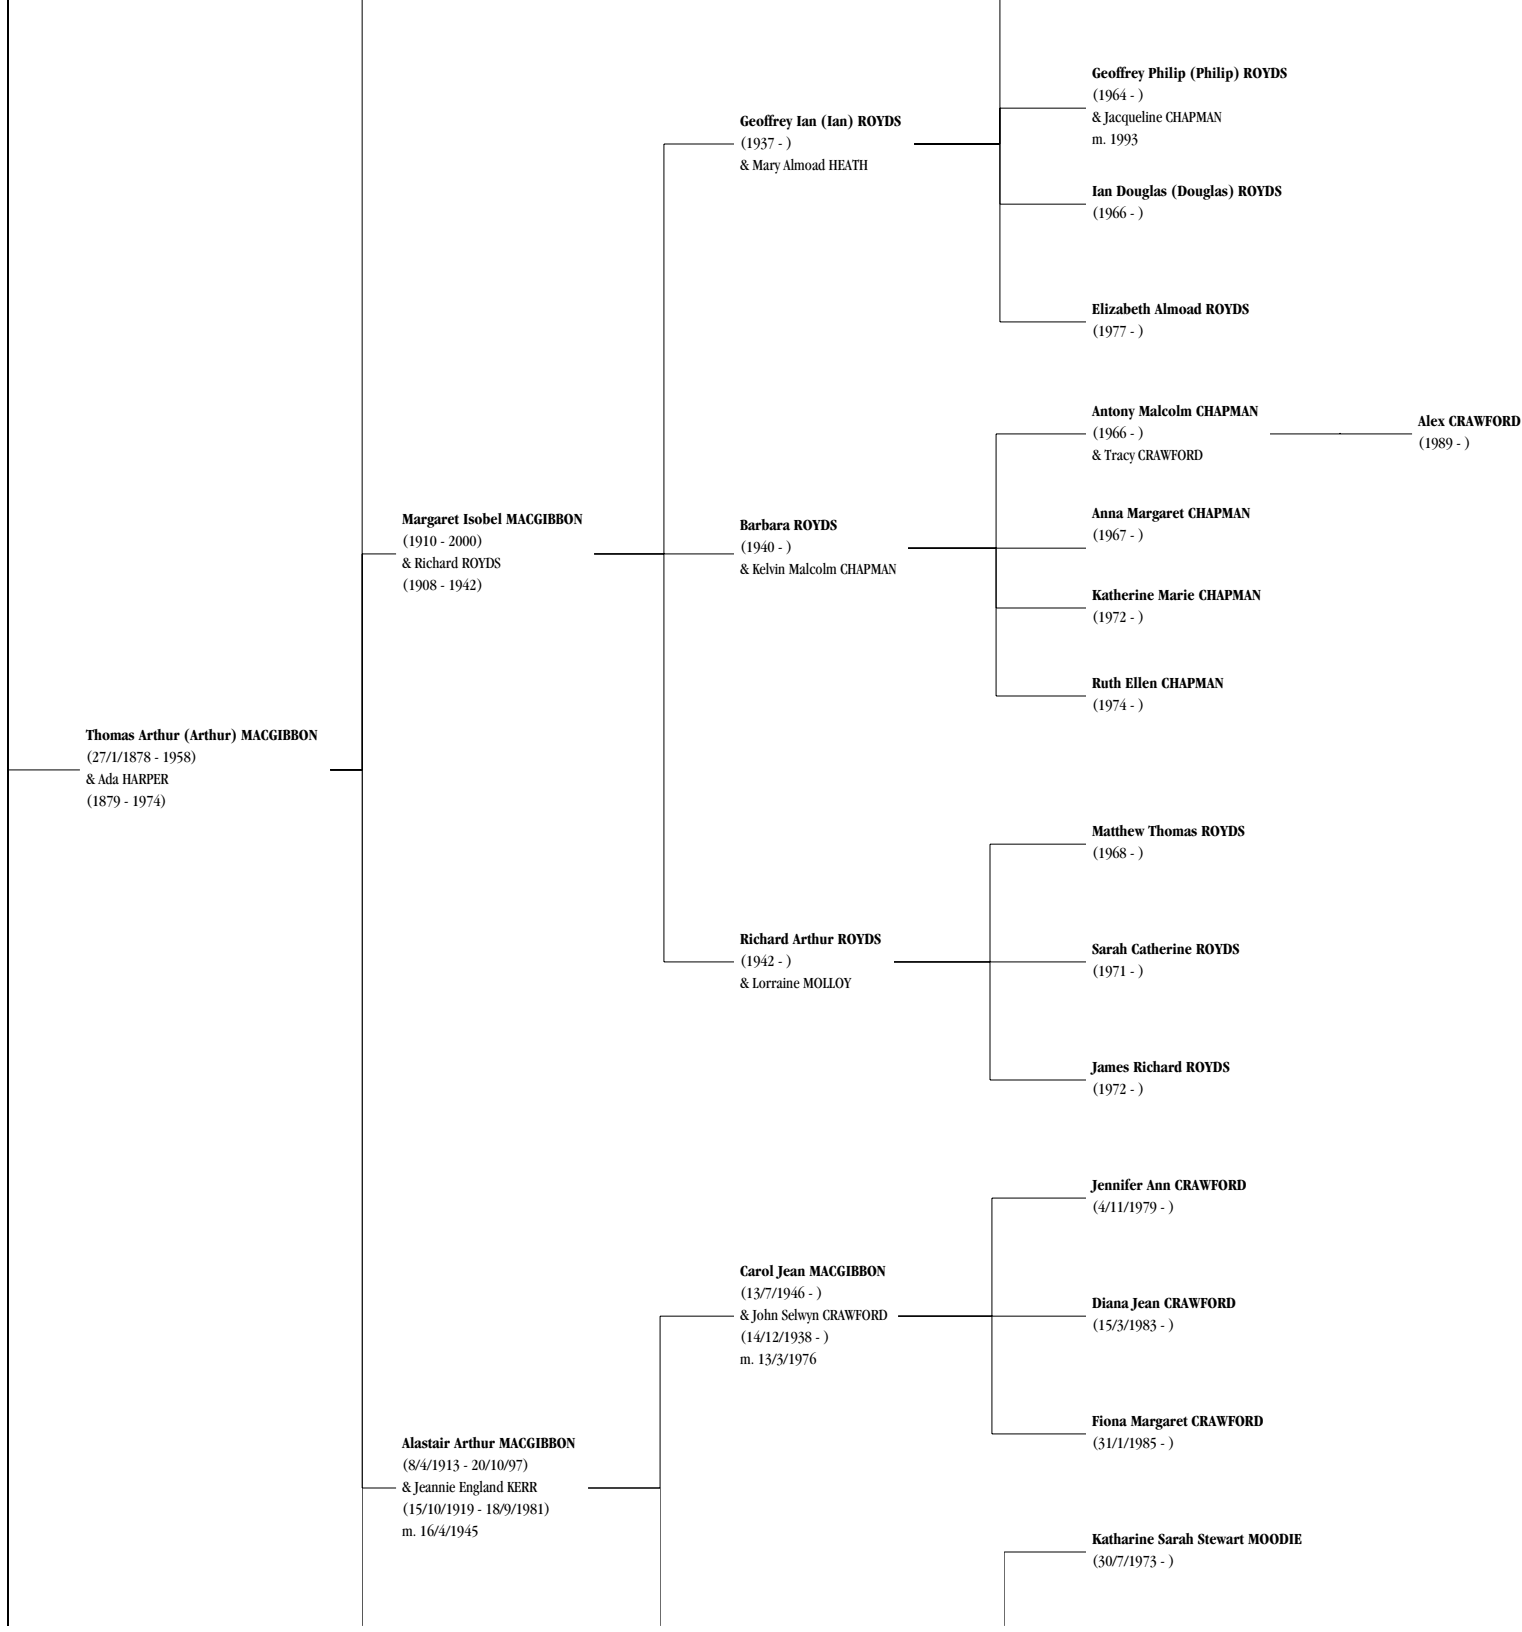 Geoffrey Philip (Philip) ROYDS
(1964 - )
& Jacqueline CHAPMAN
m. 1993
Geoffrey Ian (Ian) ROYDS
(1937 - )
& Mary Almoad HEATH
Ian Douglas (Douglas) ROYDS
(1966 - )
Elizabeth Almoad ROYDS
(1977 - )
Antony Malcolm CHAPMAN
(1966 - )
& Tracy CRAWFORD
Alex CRAWFORD
(1989 - )
Margaret Isobel MACGIBBON
(1910 - 2000)
& Richard ROYDS
(1908 - 1942)
Barbara ROYDS
(1940 - )
& Kelvin Malcolm CHAPMAN
Anna Margaret CHAPMAN
(1967 - )
Katherine Marie CHAPMAN
(1972 - )
Ruth Ellen CHAPMAN
(1974 - )
Thomas Arthur (Arthur) MACGIBBON
(27/1/1878 - 1958)
& Ada HARPER
(1879 - 1974)
Matthew Thomas ROYDS
(1968 - )
Richard Arthur ROYDS
(1942 - )
& Lorraine MOLLOY
Sarah Catherine ROYDS
(1971 - )
James Richard ROYDS
(1972 - )
Jennifer Ann CRAWFORD
(4/11/1979 - )
Carol Jean MACGIBBON
(13/7/1946 - )
& John Selwyn CRAWFORD
(14/12/1938 - )
m. 13/3/1976
Diana Jean CRAWFORD
(15/3/1983 - )
Fiona Margaret CRAWFORD
(31/1/1985 - )
Alastair Arthur MACGIBBON
(8/4/1913 - 20/10/97)
& Jeannie England KERR
(15/10/1919 - 18/9/1981)
m. 16/4/1945
Katharine Sarah Stewart MOODIE
(30/7/1973 - )